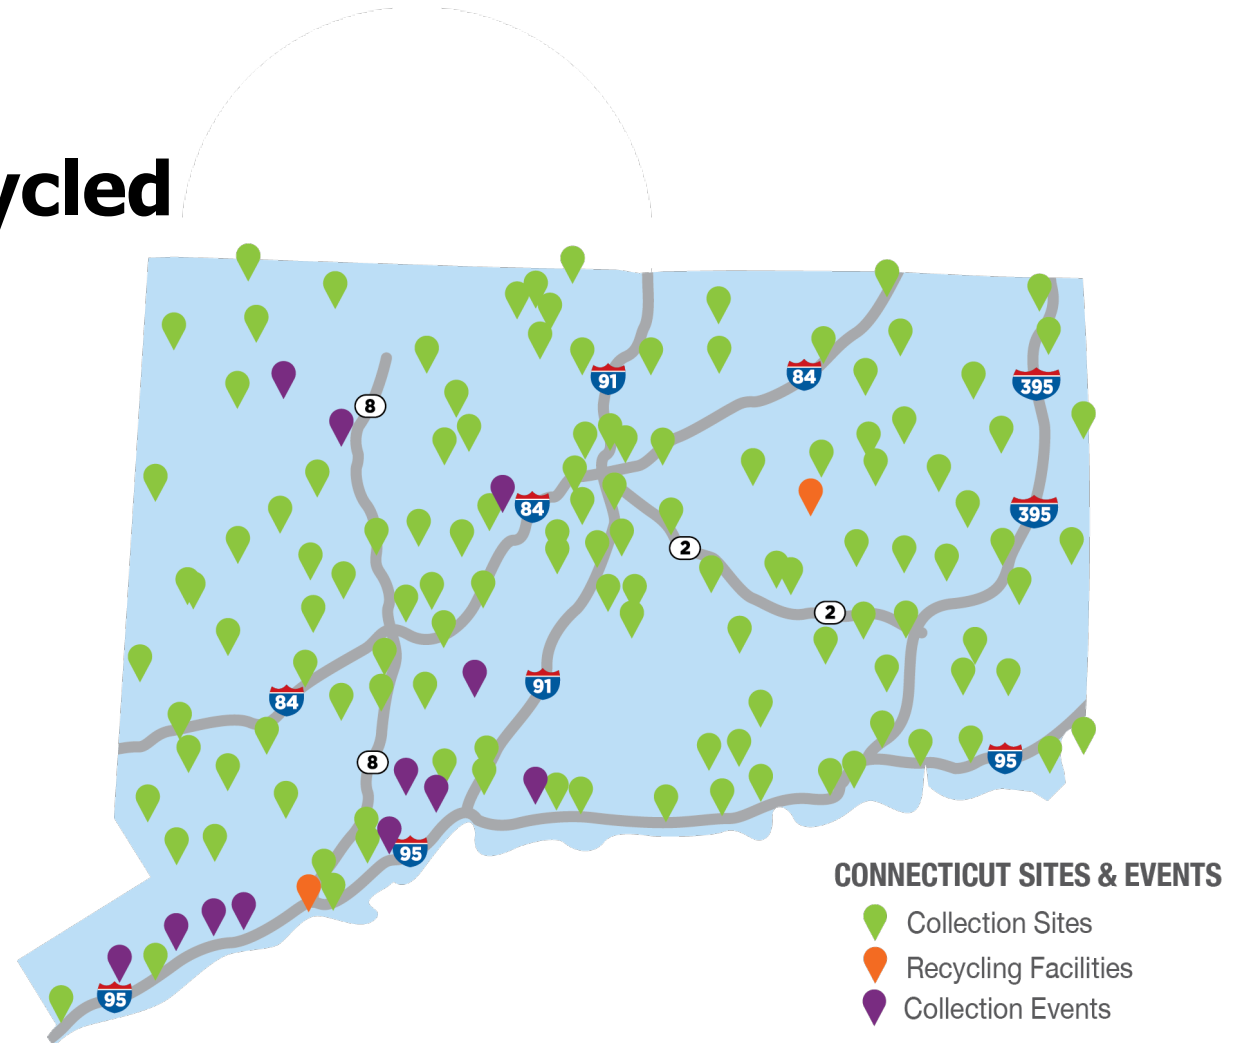 ycled
91
84
395
8
84
395
2
2
84
91
8
95
95
95
CONNECTICUT SITES & EVENTS
Collection Sites
Recycling Facilities
Collection Events